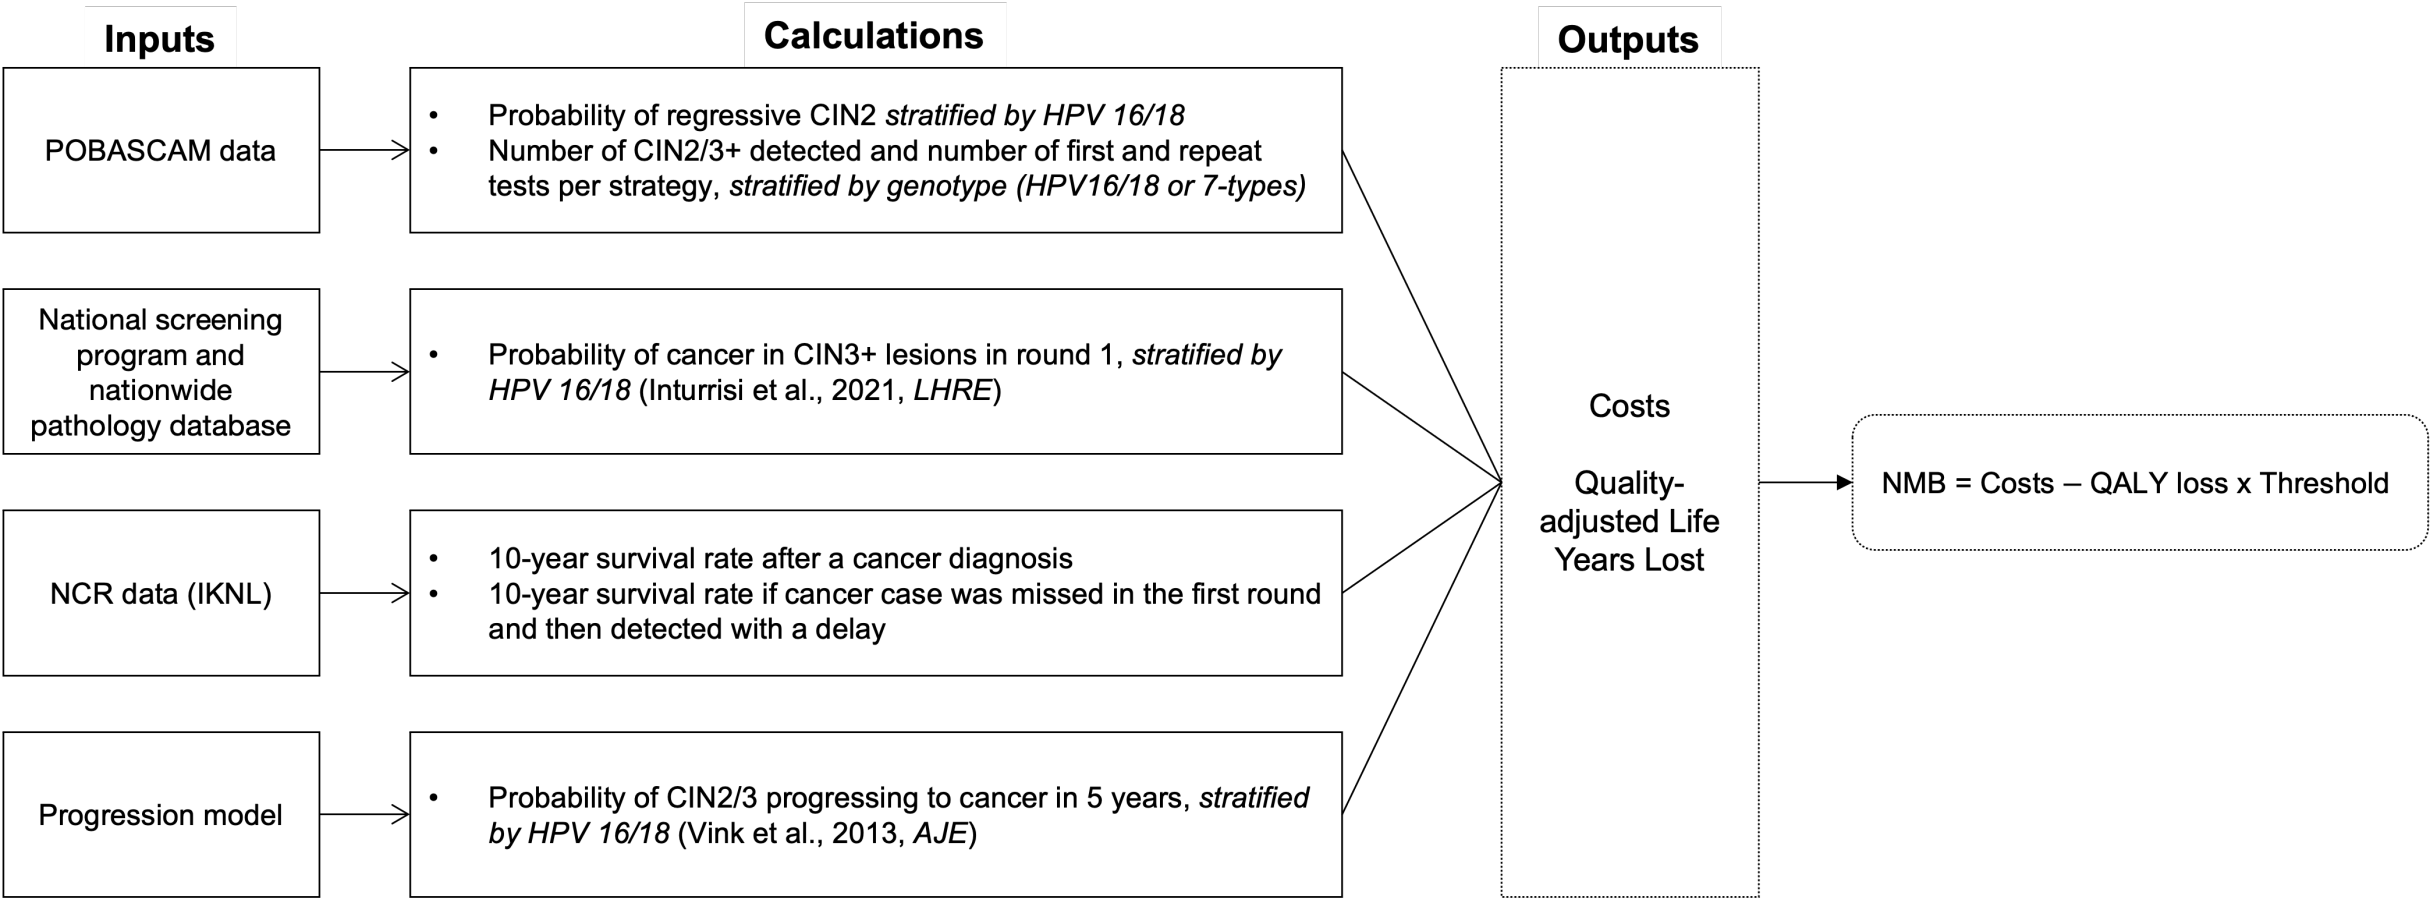 Inputs
Calculations
Outputs
POBASCAM data
• Probability of regressive CIN2 stratified by HPV 16/18
• Number of CIN2/3+ detected and number of first and repeat
tests per strategy, stratified by genotype (HPV16/18 or 7-types)
National screening
program and
nationwide
pathology database
• Probability of cancer in CIN3+ lesions in round 1, stratified by
HPV 16/18 (Inturrisi et al., 2021, LHRE)
NCR data (IKNL)
• 10-year survival rate after a cancer diagnosis
• 10-year survival rate if cancer case was missed in the first round
and then detected with a delay
Progression model
• Probability of CIN2/3 progressing to cancer in 5 years, stratified
by HPV 16/18 (Vink et al., 2013, AJE)
Costs
Quality-
adjusted Life
Years Lost
NMB = Costs – QALY loss x Threshold